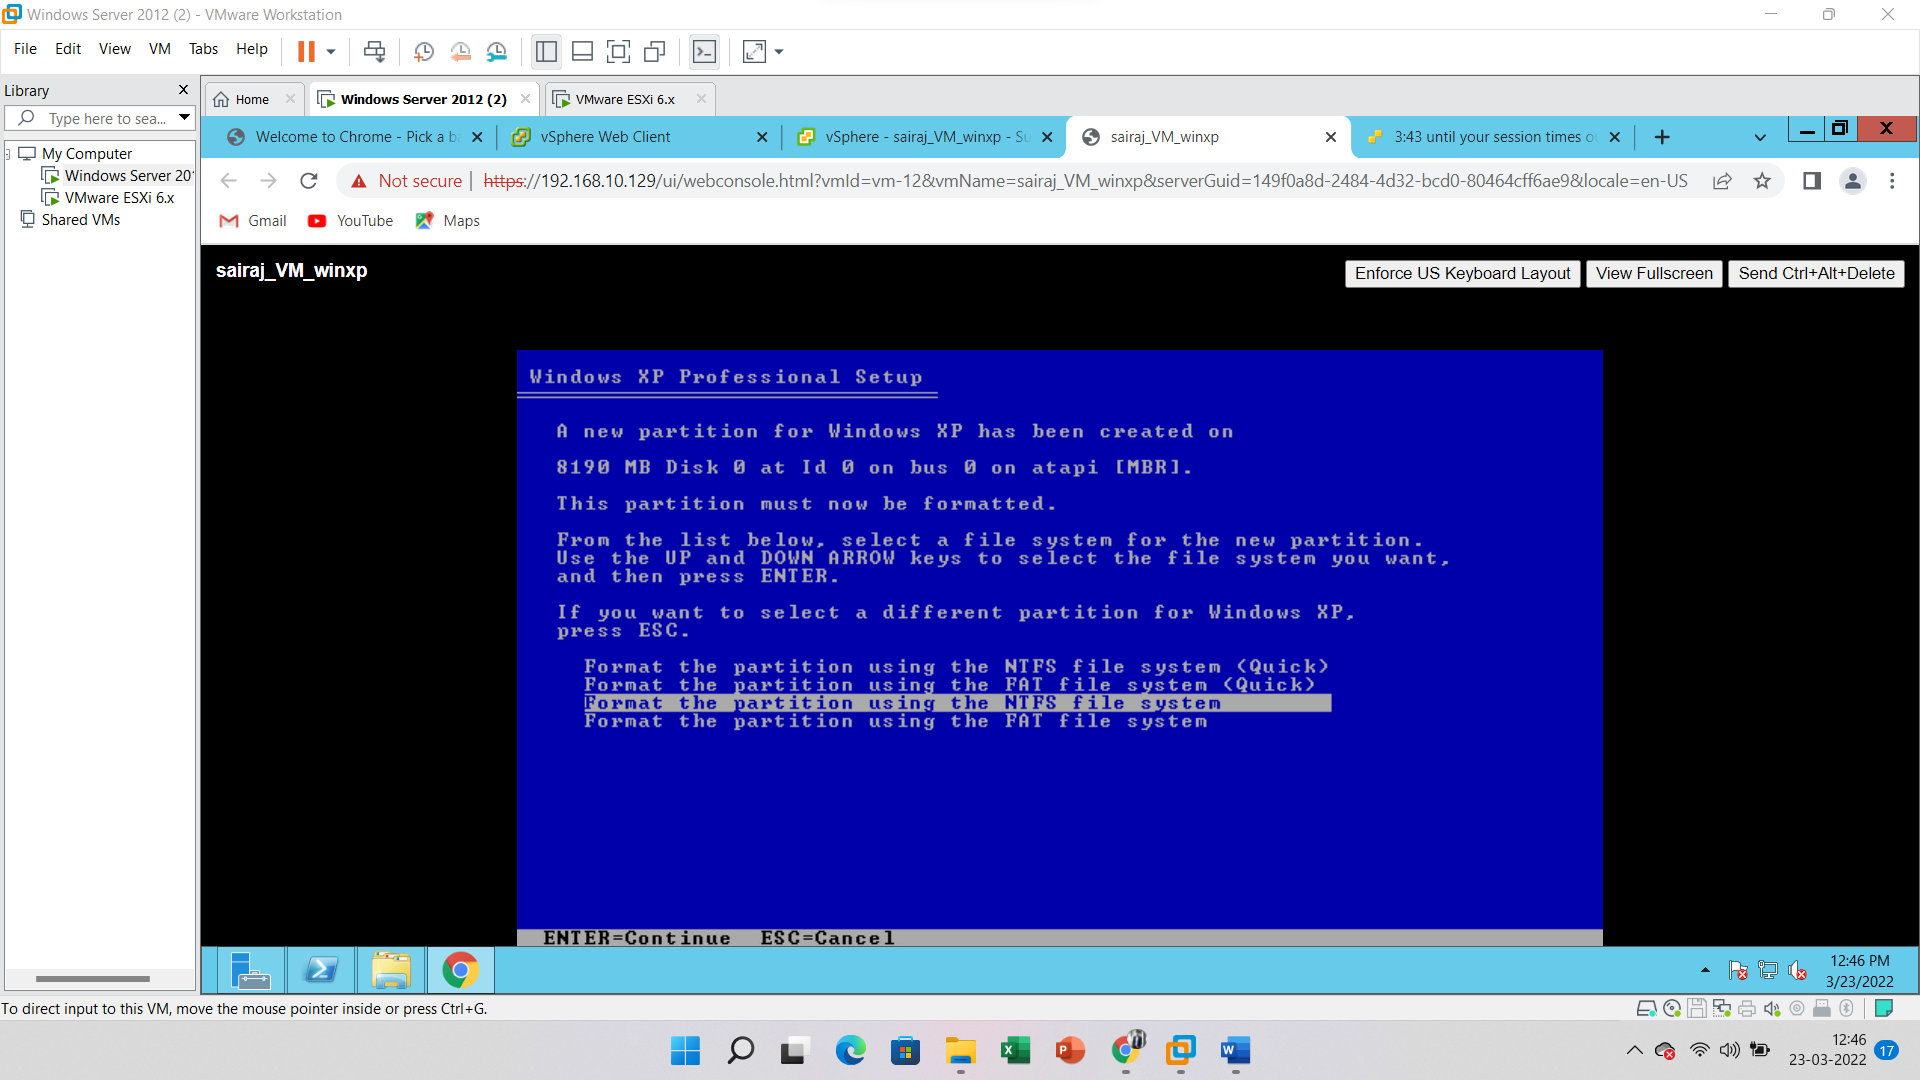 Windows Server 2012 (2) - VMware Workstation
File Edit View VM Tabs Help
Library
Type here to sea...
My Computer
Windows Server 20
VMware ESXi 6.x
Shared VMs
Home
Windows Server 2012 (2)
VMware ESXi 6.x
Welcome to Chrome - Pick a b
vSphere Web Client
vSphere - sairaj_VM_winxp - Su
sairaj_VM_winxp
3:43 until your session times o
Not secure
https://192.168.10.129/ui/webconsole.html?vmId=vm-12&vmName=sairaj_VM_winxp&serverGuid=149f0a8d-2484-4d32-bcd0-80464cff6ae9&locale=en-US
Gmail YouTube Maps
sairaj_VM_winxp
Enforce US Keyboard Layout
View Fullscreen
Send Ctrl+Alt+Delete
Windows XP Professional Setup
A new partition for Windows XP has been created on
8190 MB Disk 0 at Id 0 on bus 0 on atapi [MBR].
This partition must now be formatted.
From the list below, select a file system for the new partition.
Use the UP and DOWN ARROW keys to select the file system you want,
and then press ENTER.
If you want to select a different partition for Windows XP,
press ESC.
Format the partition using the NTFS file system (Quick)
Format the partition using the FAT file system (Quick)
Format the partition using the NTFS file system
Format the partition using the FAT file system
ENTER=Continue ESC=Cancel
12:46 PM
3/23/2022
To direct input to this VM, move the mouse pointer inside or press Ctrl+G.
12:46
23-03-2022
17